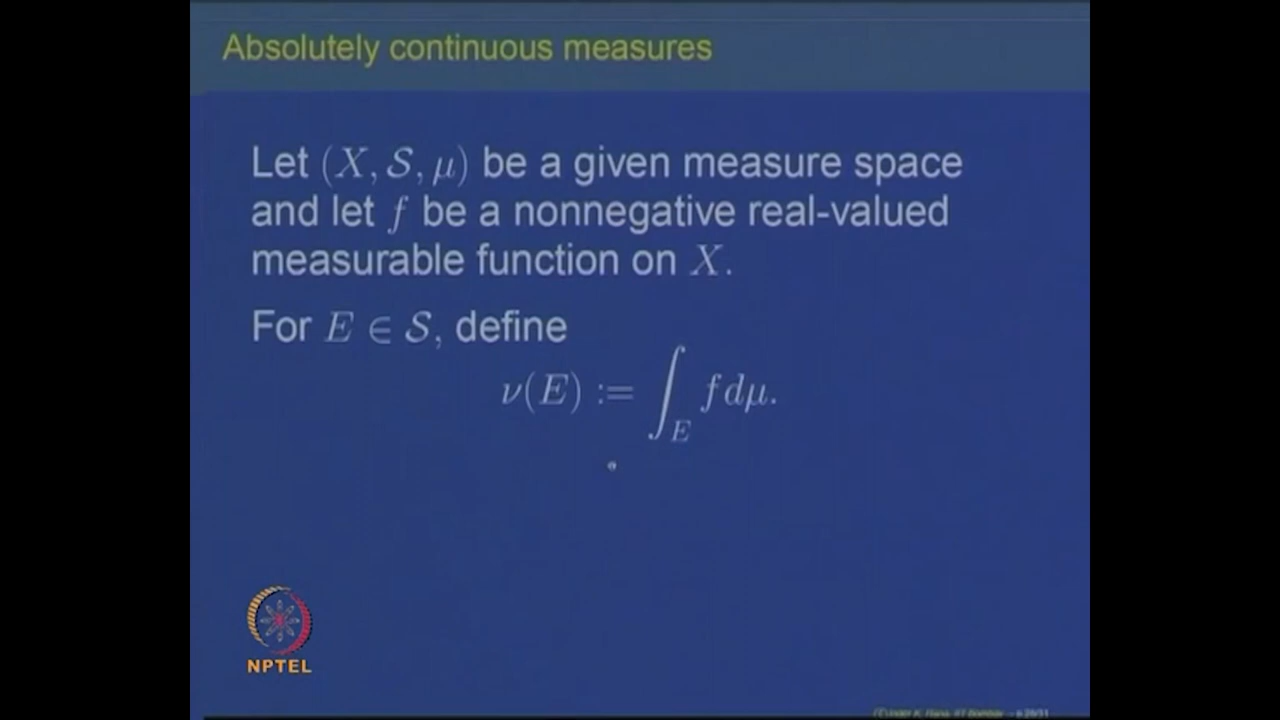 Absolutely continuous measures
Let (X, 𝒮, μ) be a given measure space
and let f be a nonnegative real-valued
measurable function on X.
For E ∈ 𝒮, define
ν(E) := ∫_E f dμ.
NPTEL